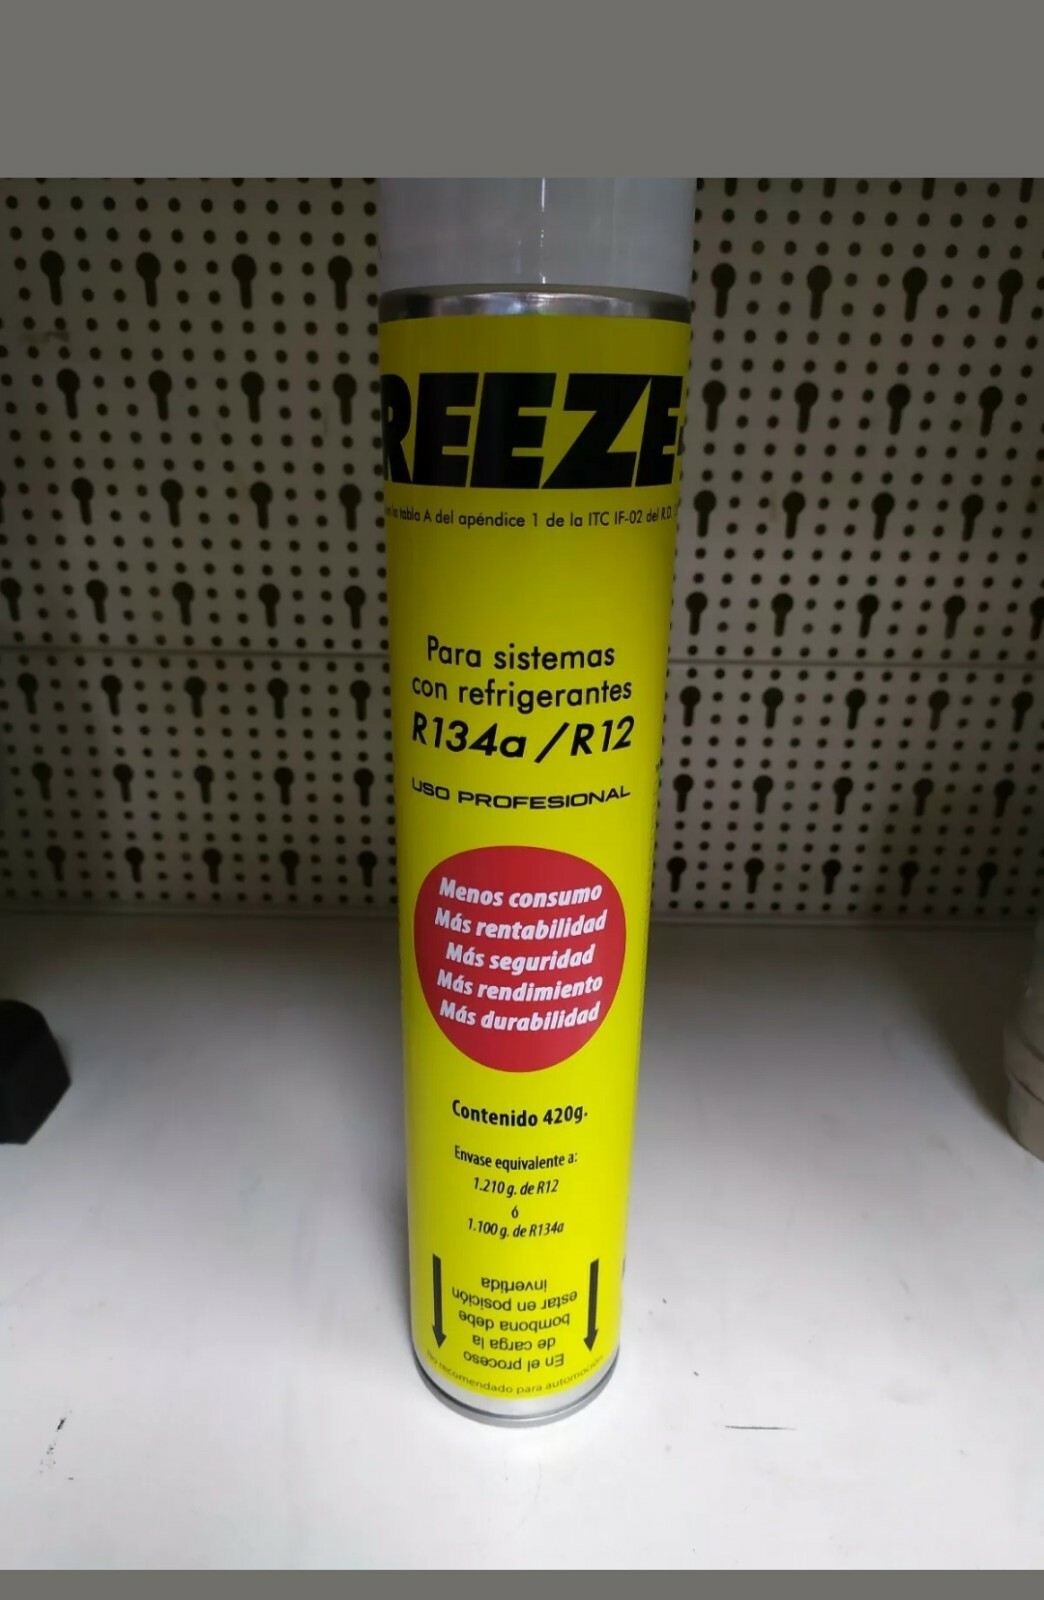 REEZE
tabla A del apéndice 1 de la ITC IF-02 del R.D.
Para sistemas
con refrigerantes
R134a / R12
USO PROFESIONAL
Menos consumo
Más rentabilidad
Más seguridad
Más rendimiento
Más durabilidad
Contenido 420g.
Envase equivalente a:
1.210 g. de R12
ó
1.100 g. de R134a
En el proceso
de carga la
bombona debe
estar en posición
invertida
recomendado para automoción